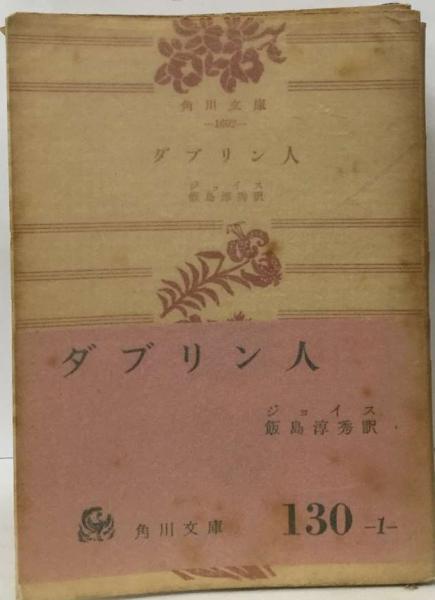 角川文庫
—1692—
ダブリン人
ジョイス
飯島淳秀訳
ダブリン人
ジョイス
飯島淳秀訳
角川文庫
130 -1-